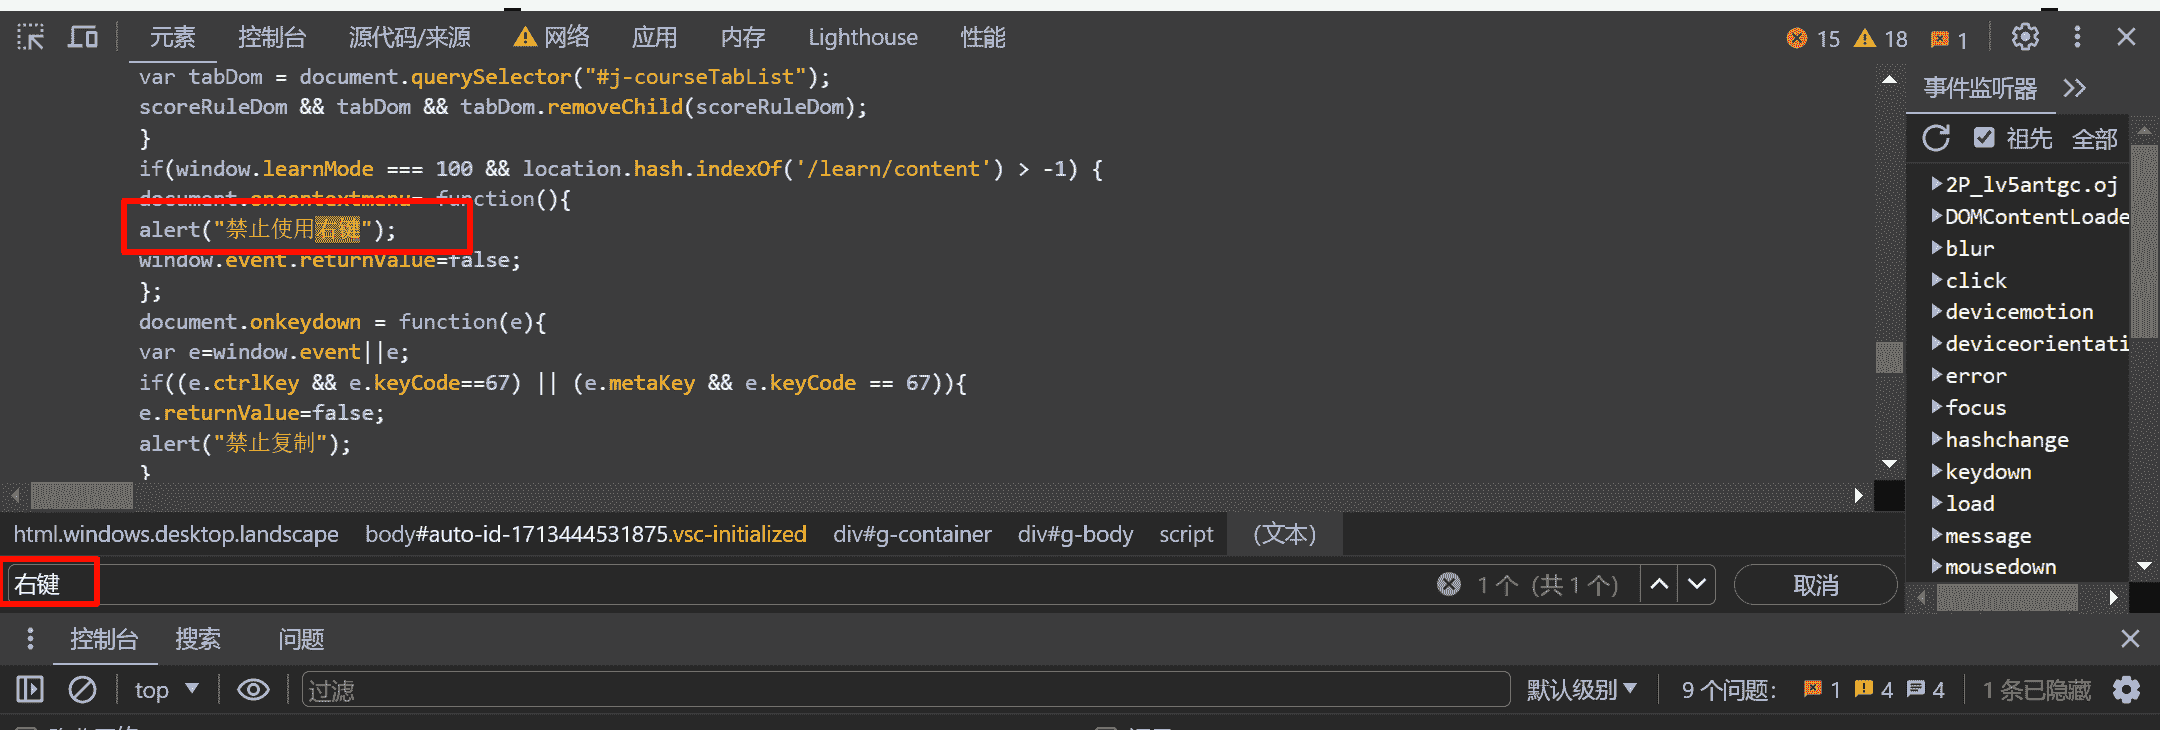 元素 控制台 源代码/来源 网络 应用 内存 Lighthouse 性能 15 18 1
var tabDom = document.querySelector("#j-courseTabList");
scoreRuleDom && tabDom && tabDom.removeChild(scoreRuleDom);
}
if(window.learnMode === 100 && location.hash.indexOf('/learn/content') > -1) {
document.oncontextmenu= function(){
alert("禁止使用右键");
window.event.returnValue=false;
};
document.onkeydown = function(e){
var e=window.event||e;
if((e.ctrlKey && e.keyCode==67) || (e.metaKey && e.keyCode == 67)){
e.returnValue=false;
alert("禁止复制");
}
事件监听器
祖先 全部
2P_lv5antgc.oj
DOMContentLoade
blur
click
devicemotion
deviceorientati
error
focus
hashchange
keydown
load
message
mousedown
html.windows.desktop.landscape body#auto-id-1713444531875.vsc-initialized div#g-container div#g-body script (文本)
右键 1 个 (共 1 个) 取消
控制台 搜索 问题
top 过滤 默认级别 9 个问题: 1 4 4 1 条已隐藏